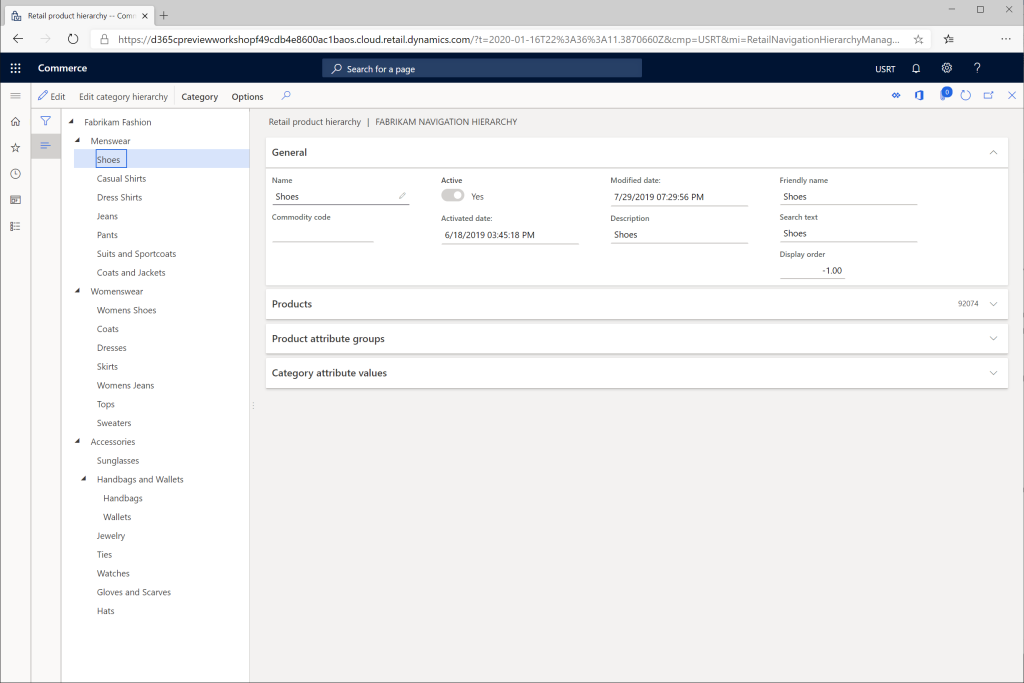 Retail product hierarchy -- Comm
https://d365cpreviewworkshopf49cdb4e8600ac1baos.cloud.retail.dynamics.com/?t=2020-01-16T22%3A36%3A11.3870660Z&cmp=USRT&mi=RetailNavigationHierarchyManag...
Commerce
Search for a page
USRT
?
Edit
Edit category hierarchy
Category
Options
0
Fabrikam Fashion
Menswear
Shoes
Casual Shirts
Dress Shirts
Jeans
Pants
Suits and Sportcoats
Coats and Jackets
Womenswear
Womens Shoes
Coats
Dresses
Skirts
Womens Jeans
Tops
Sweaters
Accessories
Sunglasses
Handbags and Wallets
Handbags
Wallets
Jewelry
Ties
Watches
Gloves and Scarves
Hats
Retail product hierarchy | FABRIKAM NAVIGATION HIERARCHY
General
Name
Shoes
Commodity code
Active
Yes
Activated date:
6/18/2019 03:45:18 PM
Modified date:
7/29/2019 07:29:56 PM
Description
Shoes
Friendly name
Shoes
Search text
Shoes
Display order
-1.00
Products
92074
Product attribute groups
Category attribute values